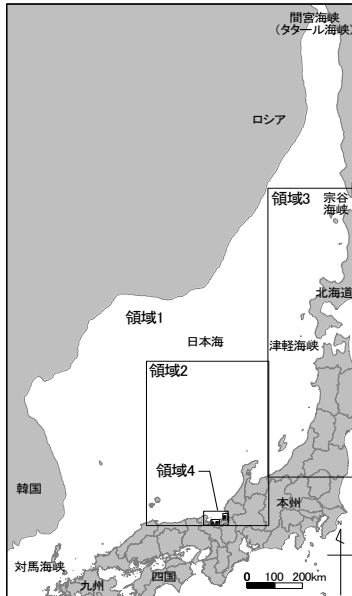 間宮海峡
(タタール海峡)
ロシア
領域3
宗谷
海峡
北海道
領域1
日本海
津軽海峡
領域2
領域4
韓国
本州
対馬海峡
四国
九州
0 100 200km